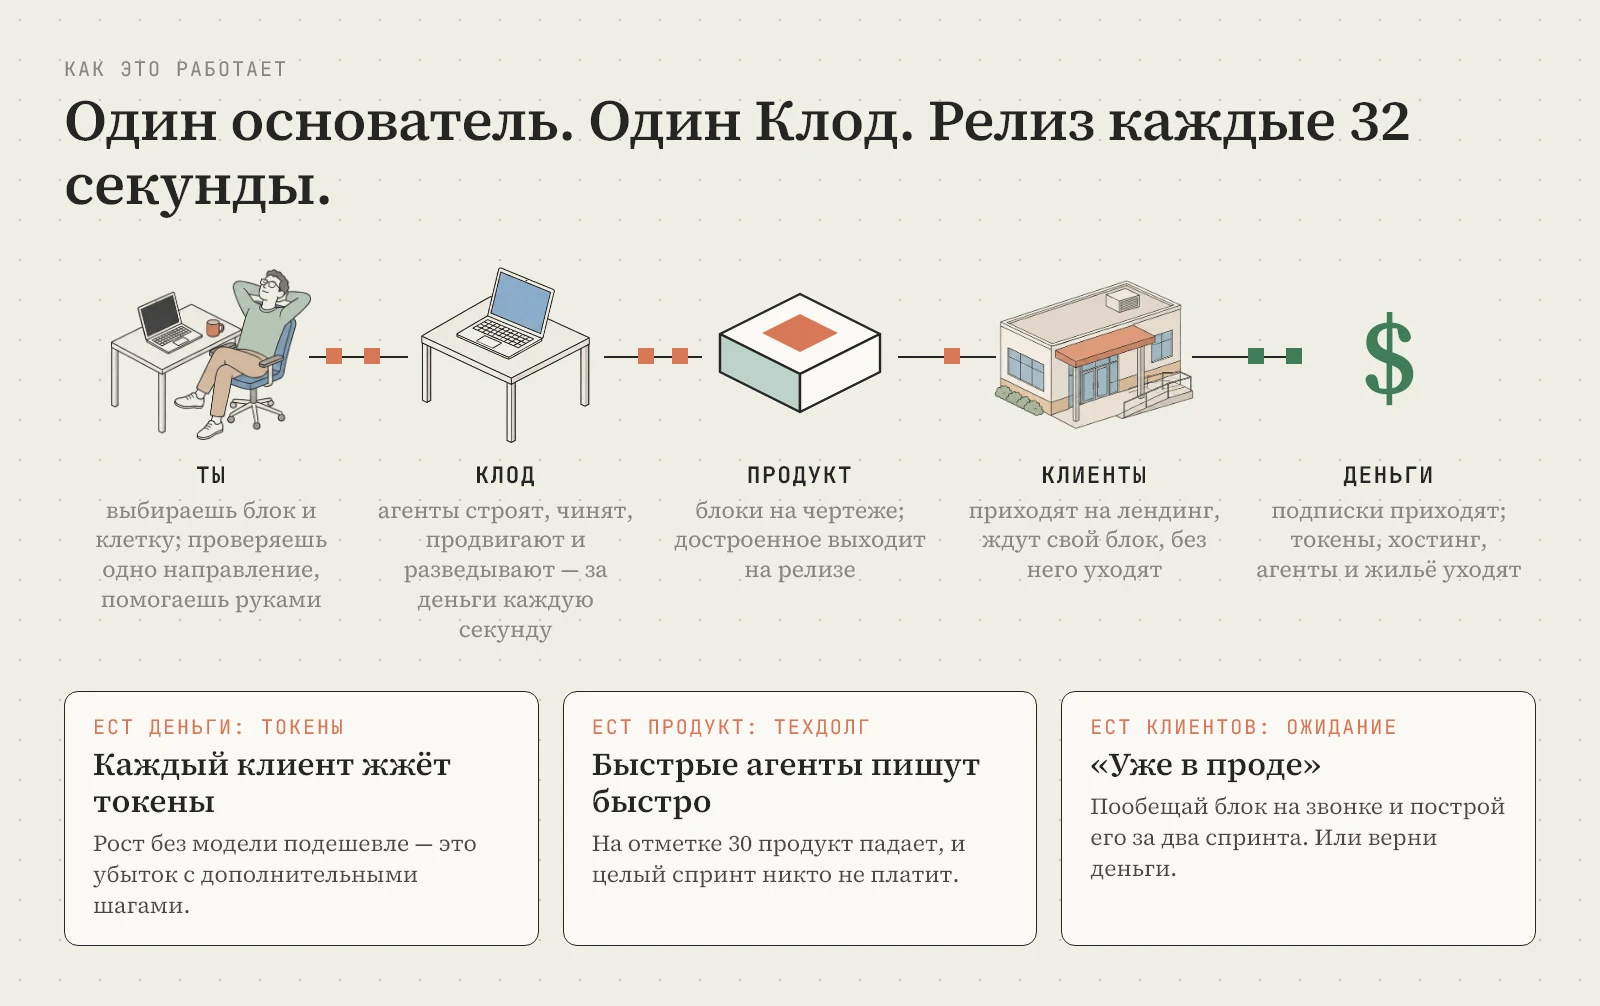 КАК ЭТО РАБОТАЕТ
Один основатель. Один Клод. Релиз каждые 32
секунды.
$
ТЫ
выбираешь блок и
клетку; проверяешь
одно направление,
помогаешь руками
КЛОД
агенты строят, чинят,
продвигают и
разведывают — за
деньги каждую
секунду
ПРОДУКТ
блоки на чертеже;
достроенное выходит
на релизе
КЛИЕНТЫ
приходят на лендинг,
ждут свой блок, без
него уходят
ДЕНЬГИ
подписки приходят;
токены, хостинг,
агенты и жильё уходят
ЕСТ ДЕНЬГИ: ТОКЕНЫ
Каждый клиент жжёт
токены
Рост без модели подешевле — это
убыток с дополнительными
шагами.
ЕСТ ПРОДУКТ: ТЕХДОЛГ
Быстрые агенты пишут
быстро
На отметке 30 продукт падает, и
целый спринт никто не платит.
ЕСТ КЛИЕНТОВ: ОЖИДАНИЕ
«Уже в проде»
Пообещай блок на звонке и построй
его за два спринта. Или верни
деньги.